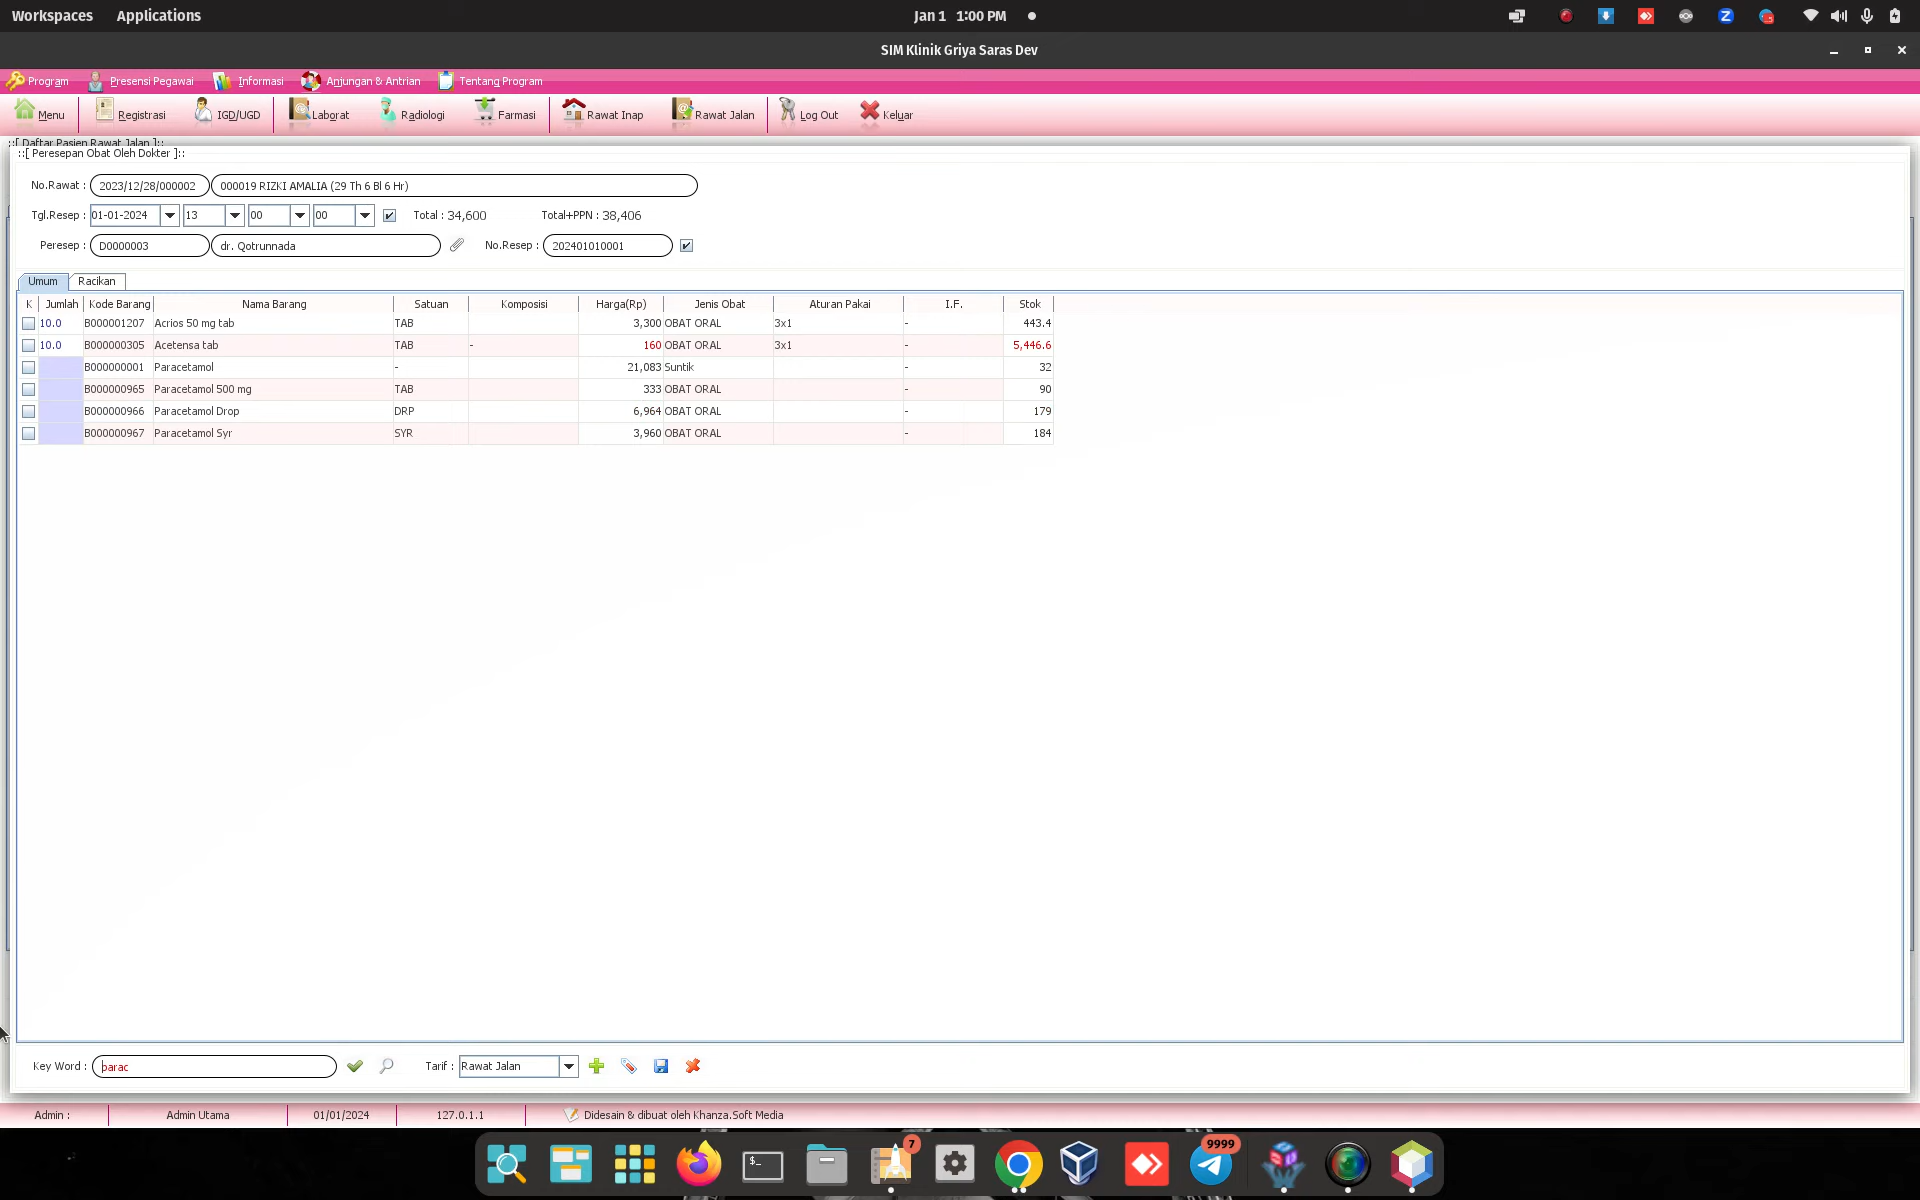 Workspaces Applications Jan 1 1:00 PM
SIM Klinik Griya Saras Dev
Program Presensi Pegawai Informasi Anjungan & Antrian Tentang Program
Menu Registrasi IGD/UGD Laborat Radiologi Farmasi Rawat Inap Rawat Jalan Log Out Keluar
::[ Daftar Pasien Rawat Jalan ]::
::[ Peresepan Obat Oleh Dokter ]::
No.Rawat : 2023/12/28/000002 000019 RIZKI AMALIA (29 Th 6 Bl 6 Hr)
Tgl.Resep : 01-01-2024 13 00 00 Total : 34,600 Total+PPN : 38,406
Peresep : D0000003 dr. Qotrunnada No.Resep : 202401010001
Umum Racikan
K Jumlah Kode Barang Nama Barang Satuan Komposisi Harga(Rp) Jenis Obat Aturan Pakai I.F. Stok
10.0 B000001207 Acrios 50 mg tab TAB 3,300 OBAT ORAL 3x1 - 443.4
10.0 B000000305 Acetensa tab TAB - 160 OBAT ORAL 3x1 - 5,446.6
B000000001 Paracetamol - 21,083 Suntik - 32
B000000965 Paracetamol 500 mg TAB 333 OBAT ORAL - 90
B000000966 Paracetamol Drop DRP 6,964 OBAT ORAL - 179
B000000967 Paracetamol Syr SYR 3,960 OBAT ORAL - 184
Key Word : parac Tarif : Rawat Jalan
Admin : Admin Utama 01/01/2024 127.0.1.1 Didesain & dibuat oleh Khanza.Soft Media
7 9999